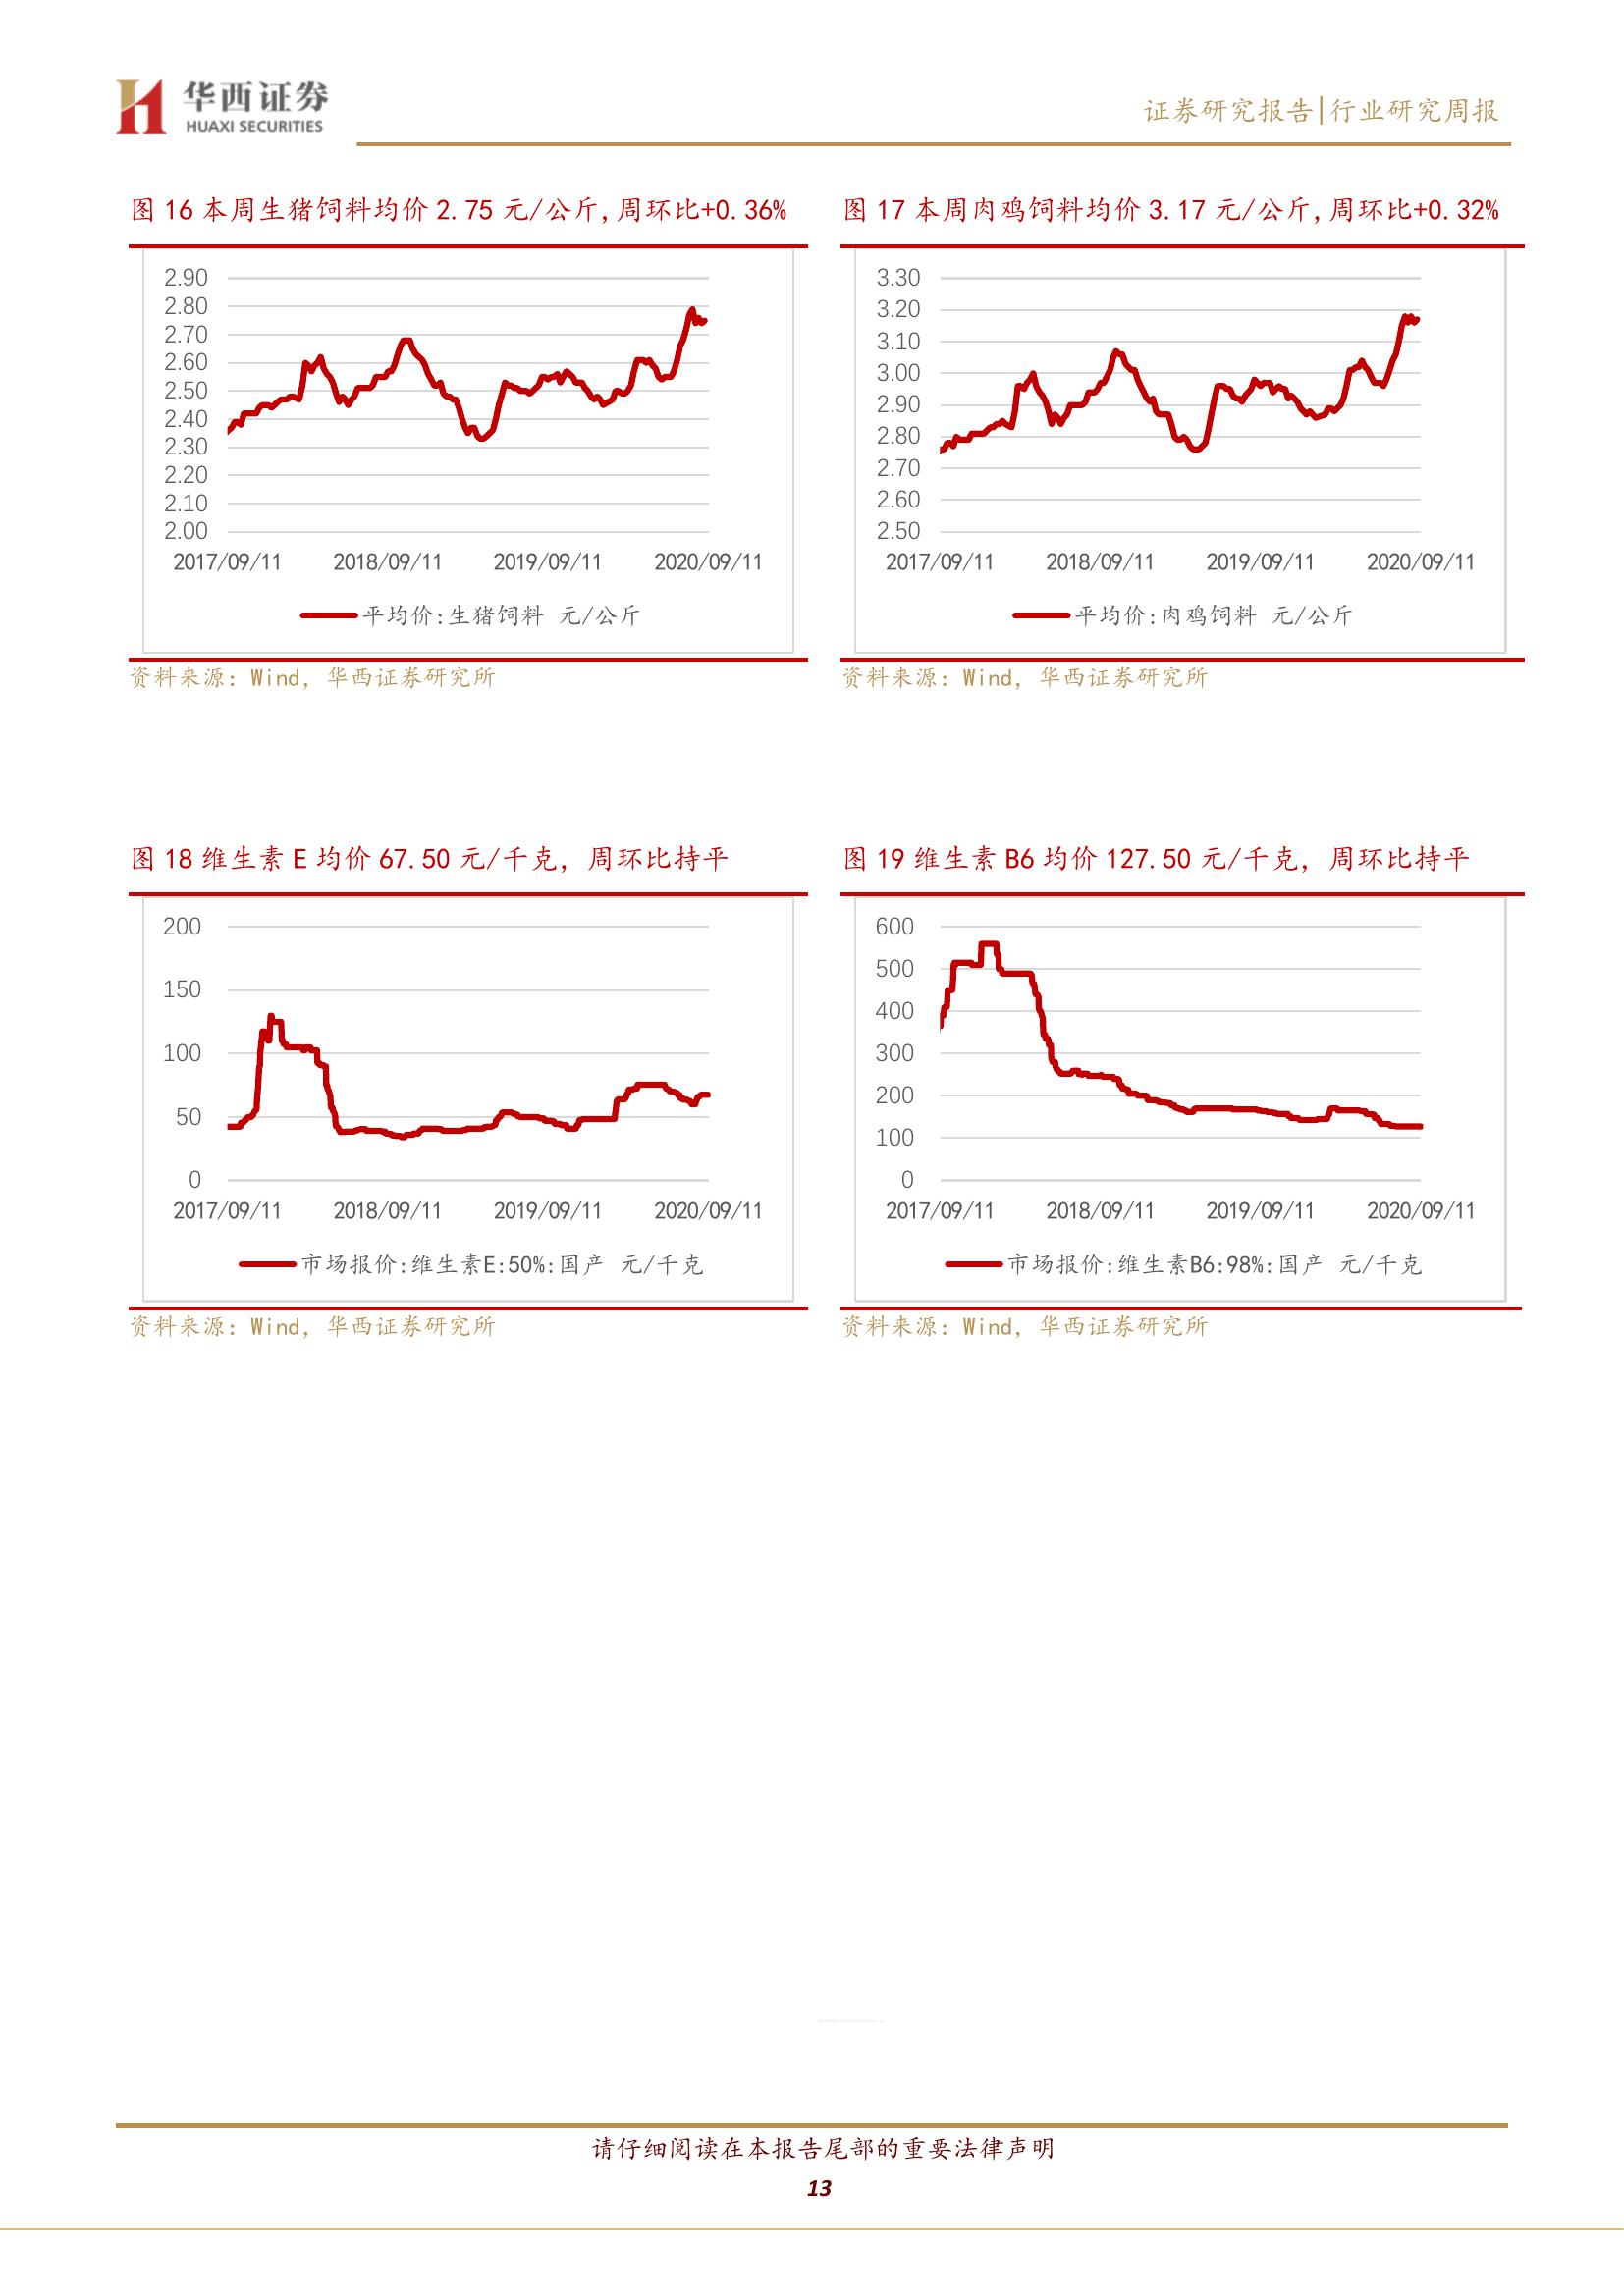 华西证券
HUAXI SECURITIES
证券研究报告|行业研究周报
图 16 本周生猪饲料均价 2.75 元/公斤,周环比+0.36%
2.90
2.80
2.70
2.60
2.50
2.40
2.30
2.20
2.10
2.00
2017/09/11 2018/09/11 2019/09/11 2020/09/11
平均价:生猪饲料 元/公斤
资料来源: Wind, 华西证券研究所
图 17 本周肉鸡饲料均价 3.17 元/公斤,周环比+0.32%
3.30
3.20
3.10
3.00
2.90
2.80
2.70
2.60
2.50
2017/09/11 2018/09/11 2019/09/11 2020/09/11
平均价:肉鸡饲料 元/公斤
资料来源: Wind, 华西证券研究所
图 18 维生素 E 均价 67.50 元/千克, 周环比持平
200
150
100
50
0
2017/09/11 2018/09/11 2019/09/11 2020/09/11
市场报价:维生素E:50%:国产 元/千克
资料来源: Wind, 华西证券研究所
图 19 维生素 B6 均价 127.50 元/千克, 周环比持平
600
500
400
300
200
100
0
2017/09/11 2018/09/11 2019/09/11 2020/09/11
市场报价:维生素B6:98%:国产 元/千克
资料来源: Wind, 华西证券研究所
请仔细阅读在本报告尾部的重要法律声明
13